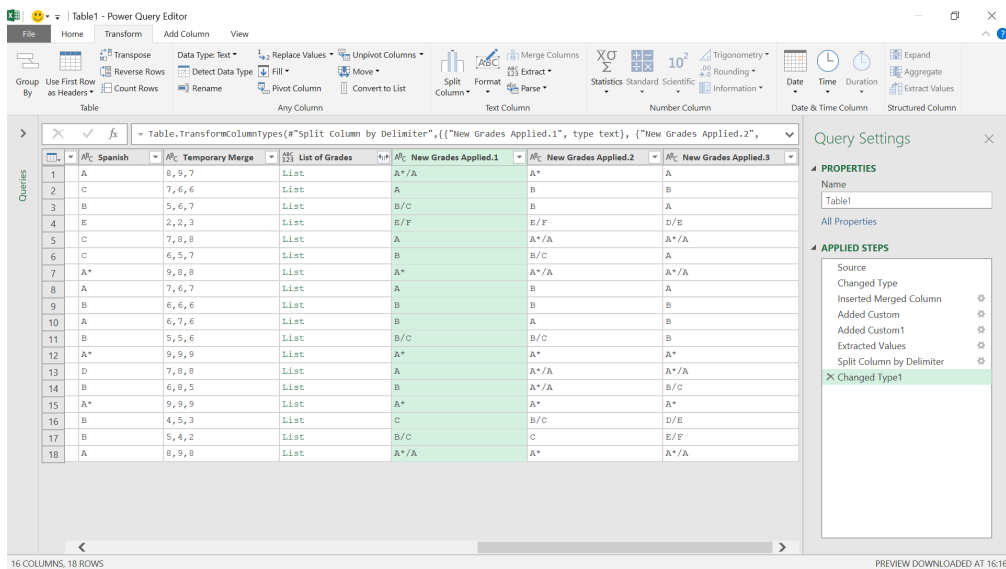 Table1 - Power Query Editor
File Home Transform Add Column View
Group By
Use First Row as Headers
Transpose
Reverse Rows
Count Rows
Table
Data Type: Text
Detect Data Type
Rename
Replace Values
Fill
Pivot Column
Unpivot Columns
Move
Convert to List
Any Column
Split Column
Format
Merge Columns
Extract
Parse
Text Column
Statistics
Standard
Scientific
Trigonometry
Rounding
Information
Number Column
Date
Time
Duration
Date & Time Column
Expand
Aggregate
Extract Values
Structured Column
fx = Table.TransformColumnTypes(#"Split Column by Delimiter",{{"New Grades Applied.1", type text}, {"New Grades Applied.2",
Queries
Spanish Temporary Merge List of Grades New Grades Applied.1 New Grades Applied.2 New Grades Applied.3
1 A 8,9,7 List A*/A A* A
2 C 7,6,6 List A B B
3 B 5,6,7 List B/C B A
4 E 2,2,3 List E/F E/F D/E
5 C 7,8,8 List A A*/A A*/A
6 C 6,5,7 List B B/C A
7 A* 9,8,8 List A* A*/A A*/A
8 A 7,6,7 List A B A
9 B 6,6,6 List B B B
10 A 6,7,6 List B A B
11 B 5,5,6 List B/C B/C B
12 A* 9,9,9 List A* A* A*
13 D 7,8,8 List A A*/A A*/A
14 B 6,8,5 List B A*/A B/C
15 A* 9,9,9 List A* A* A*
16 B 4,5,3 List C B/C D/E
17 B 5,4,2 List B/C C E/F
18 A 8,9,8 List A*/A A* A*/A
Query Settings
PROPERTIES
Name
Table1
All Properties
APPLIED STEPS
Source
Changed Type
Inserted Merged Column
Added Custom
Added Custom1
Extracted Values
Split Column by Delimiter
Changed Type1
16 COLUMNS, 18 ROWS
PREVIEW DOWNLOADED AT 16:16